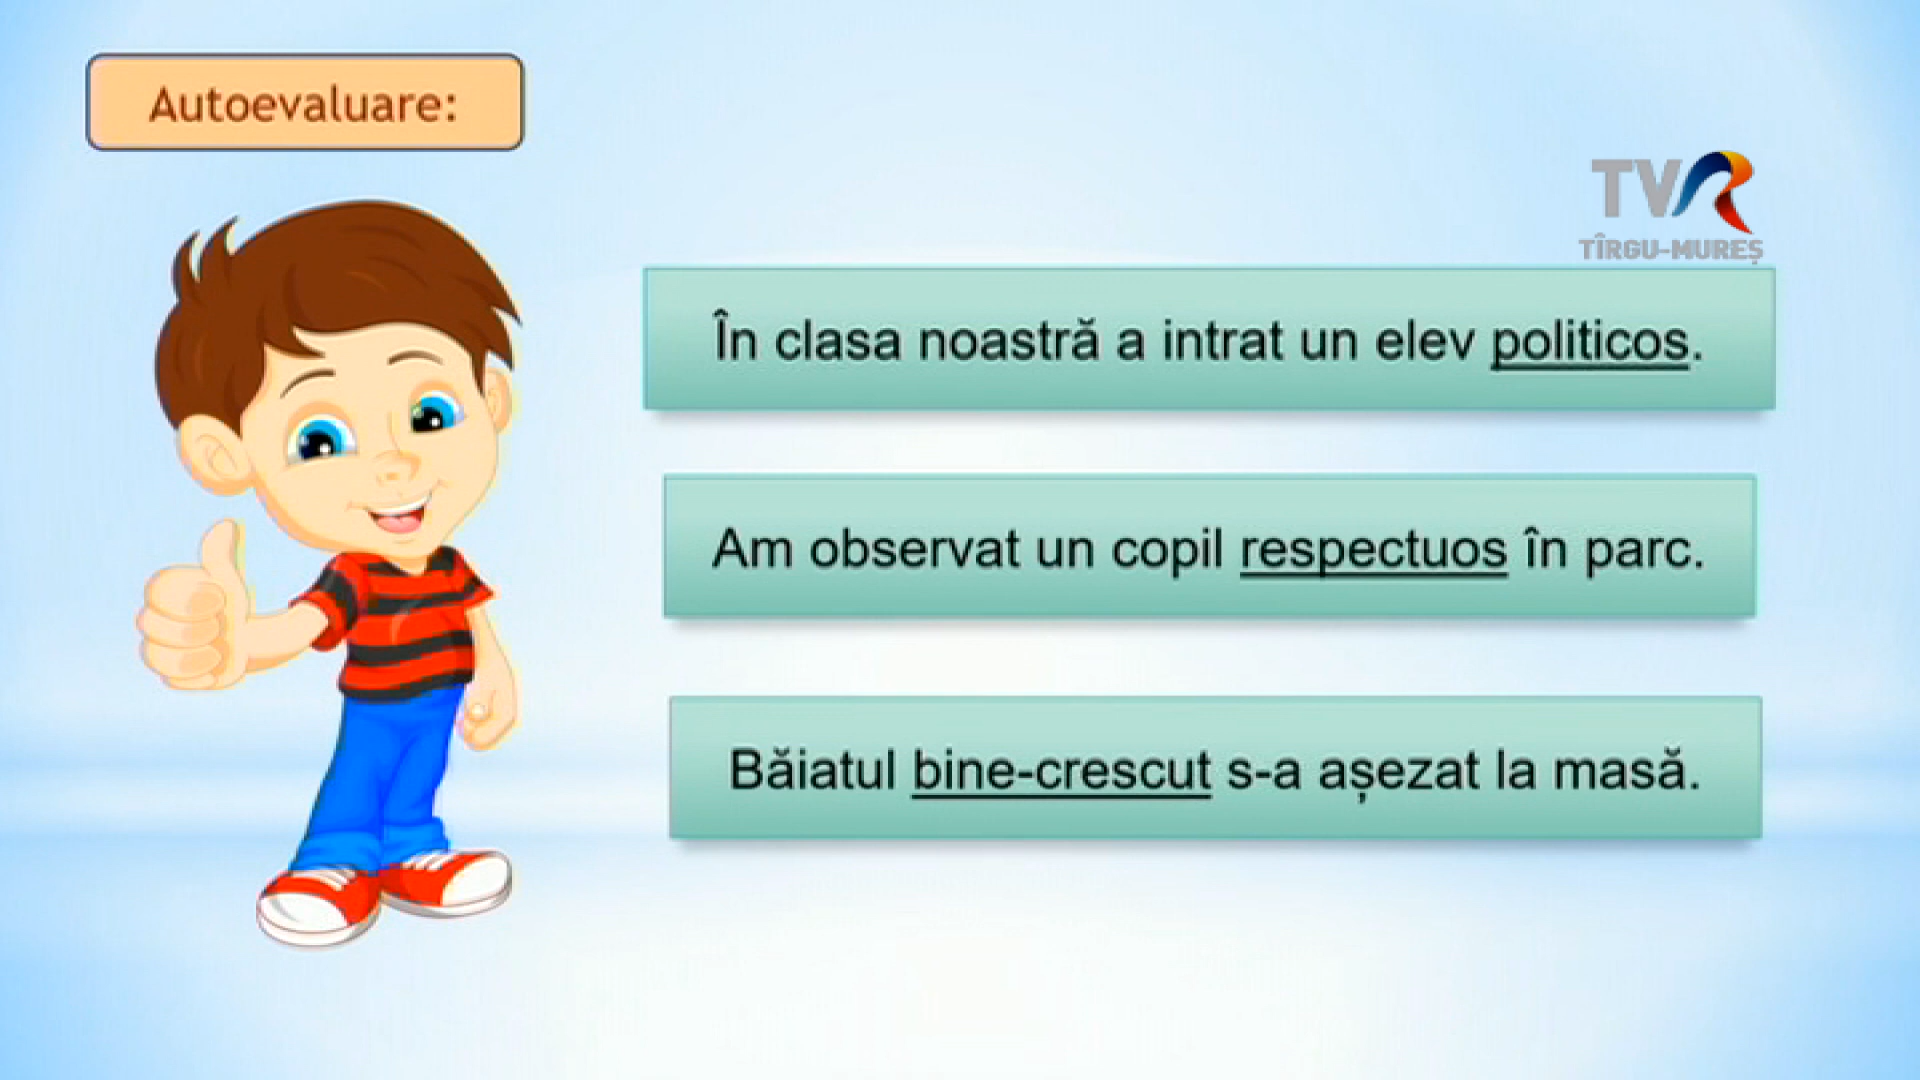 Autoevaluare:
TVR
TÎRGU-MUREȘ
În clasa noastră a intrat un elev politicos.
Am observat un copil respectuos în parc.
Băiatul bine-crescut s-a așezat la masă.